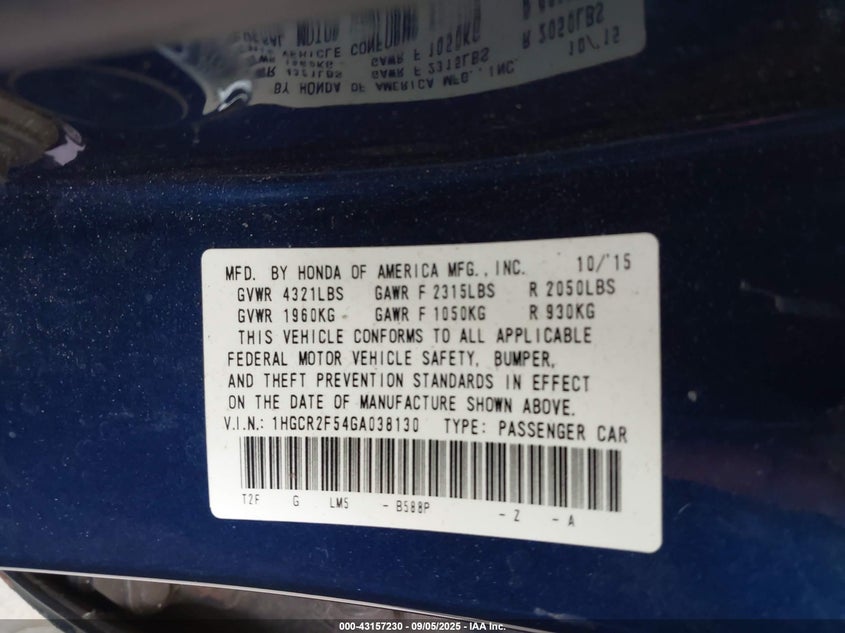 MFD. BY HONDA OF AMERICA MFG., INC. 10/'15
GVWR 4321LBS GAWR F 2315LBS R 2050LBS
GVWR 1960KG GAWR F 1050KG R 930KG
THIS VEHICLE CONFORMS TO ALL APPLICABLE
FEDERAL MOTOR VEHICLE SAFETY, BUMPER,
AND THEFT PREVENTION STANDARDS IN EFFECT
ON THE DATE OF MANUFACTURE SHOWN ABOVE.
V.I.N.: 1HGCR2F54GA038130 TYPE: PASSENGER CAR
T2F G LM5 - B588P - Z - A
000-43157230 - 09/05/2025 - IAA Inc.